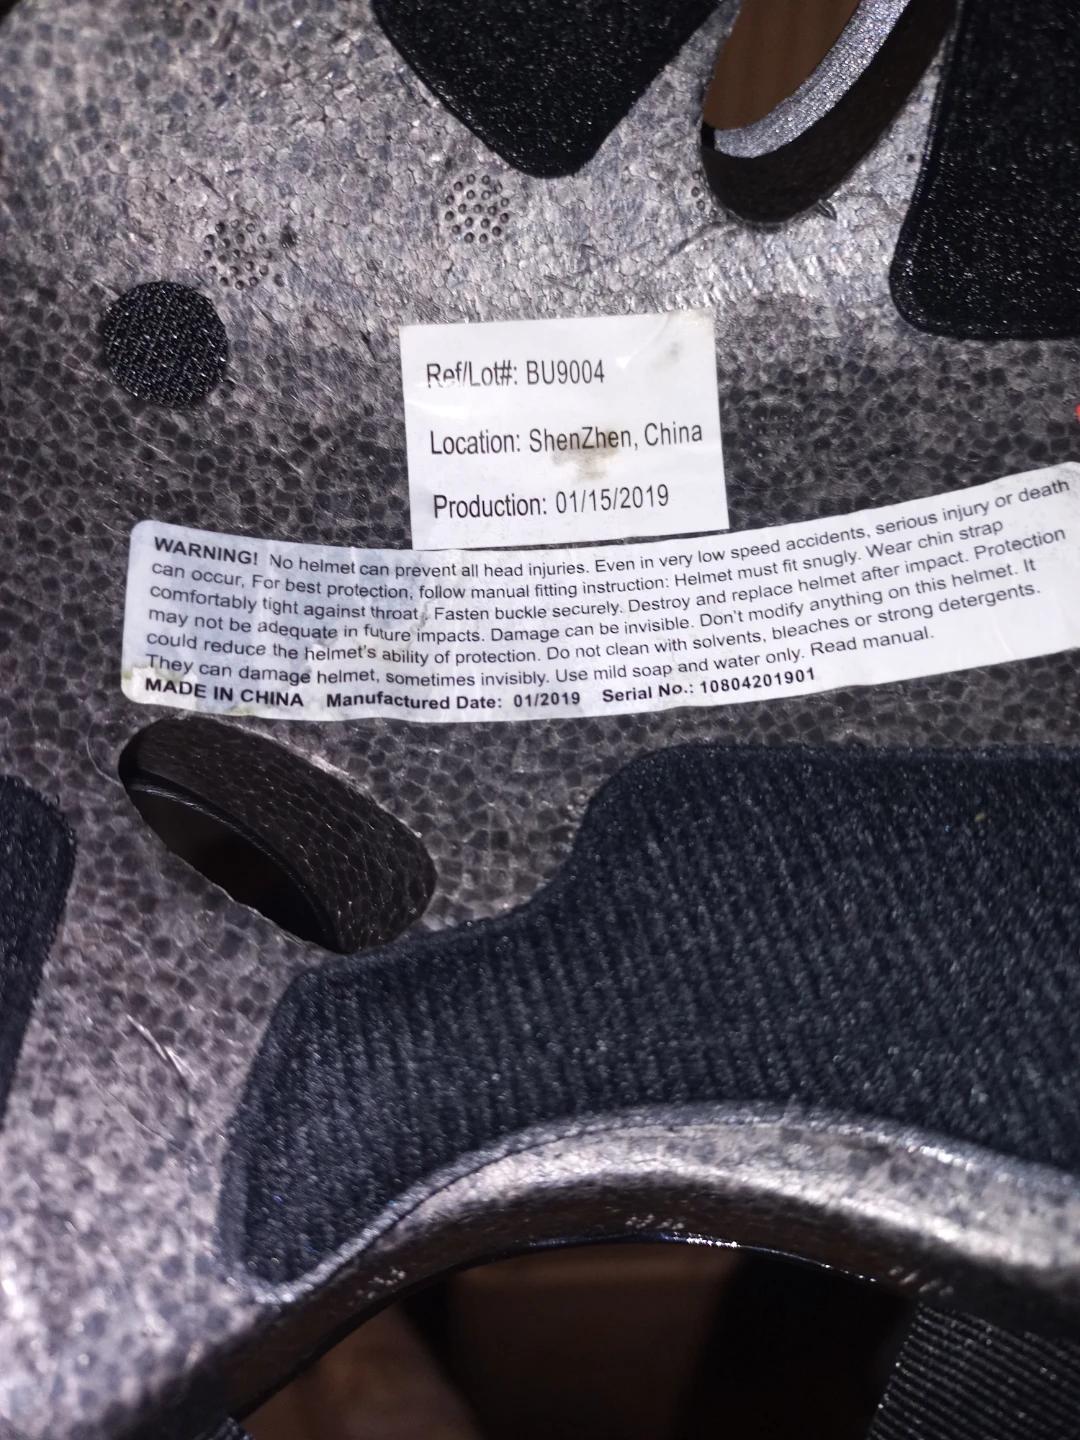 Ref/Lot#: BU9004
Location: ShenZhen, China
Production: 01/15/2019
WARNING! No helmet can prevent all head injuries. Even in very low speed accidents, serious injury or death
can occur, For best protection, follow manual fitting instruction: Helmet must fit snugly. Wear chin strap
comfortably tight against throat , Fasten buckle securely. Destroy and replace helmet after impact. Protection
may not be adequate in future impacts. Damage can be invisible. Don't modify anything on this helmet. It
could reduce the helmet's ability of protection. Do not clean with solvents, bleaches or strong detergents.
They can damage helmet, sometimes invisibly. Use mild soap and water only. Read manual.
MADE IN CHINA Manufactured Date: 01/2019 Serial No.: 10804201901